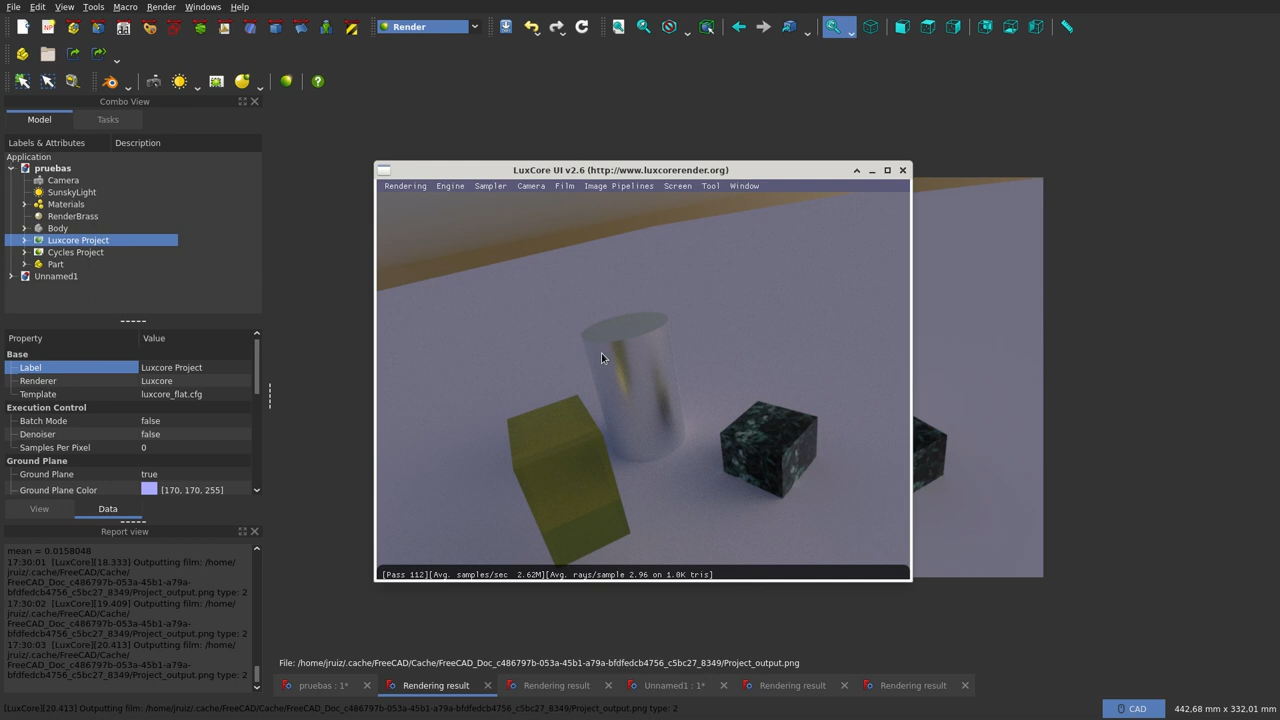 File Edit View Tools Macro Render Windows Help
Render
Combo View
Model Tasks
Labels & Attributes Description
Application
pruebas
Camera
SunskyLight
Materials
RenderBrass
Body
Luxcore Project
Cycles Project
Part
Unnamed1
Property Value
Base
Label Luxcore Project
Renderer Luxcore
Template luxcore_flat.cfg
Execution Control
Batch Mode false
Denoiser false
Samples Per Pixel 0
Ground Plane
Ground Plane true
Ground Plane Color [170, 170, 255]
View Data
Report view
mean = 0.0158048
17:30:01 [LuxCore][18.333] Outputting film: /home/
jruiz/.cache/FreeCAD/Cache/
FreeCAD_Doc_c486797b-053a-45b1-a79a-
bfdfedcb4756_c5bc27_8349/Project_output.png type: 2
17:30:02 [LuxCore][19.409] Outputting film: /home/
jruiz/.cache/FreeCAD/Cache/
FreeCAD_Doc_c486797b-053a-45b1-a79a-
bfdfedcb4756_c5bc27_8349/Project_output.png type: 2
17:30:03 [LuxCore][20.413] Outputting film: /home/
jruiz/.cache/FreeCAD/Cache/
FreeCAD_Doc_c486797b-053a-45b1-a79a-
bfdfedcb4756_c5bc27_8349/Project_output.png type: 2
LuxCore UI v2.6 (http://www.luxcorerender.org)
Rendering Engine Sampler Camera Film Image Pipelines Screen Tool Window
[Pass 112][Avg. samples/sec 2.62M][Avg. rays/sample 2.96 on 1.0K tris]
File: /home/jruiz/.cache/FreeCAD/Cache/FreeCAD_Doc_c486797b-053a-45b1-a79a-bfdfedcb4756_c5bc27_8349/Project_output.png
pruebas : 1* Rendering result Rendering result Unnamed1 : 1* Rendering result Rendering result
[LuxCore][20.413] Outputting film: /home/jruiz/.cache/FreeCAD/Cache/FreeCAD_Doc_c486797b-053a-45b1-a79a-bfdfedcb4756_c5bc27_8349/Project_output.png type: 2
CAD 442,68 mm x 332,01 mm